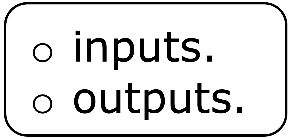 ○ inputs.
○ outputs.